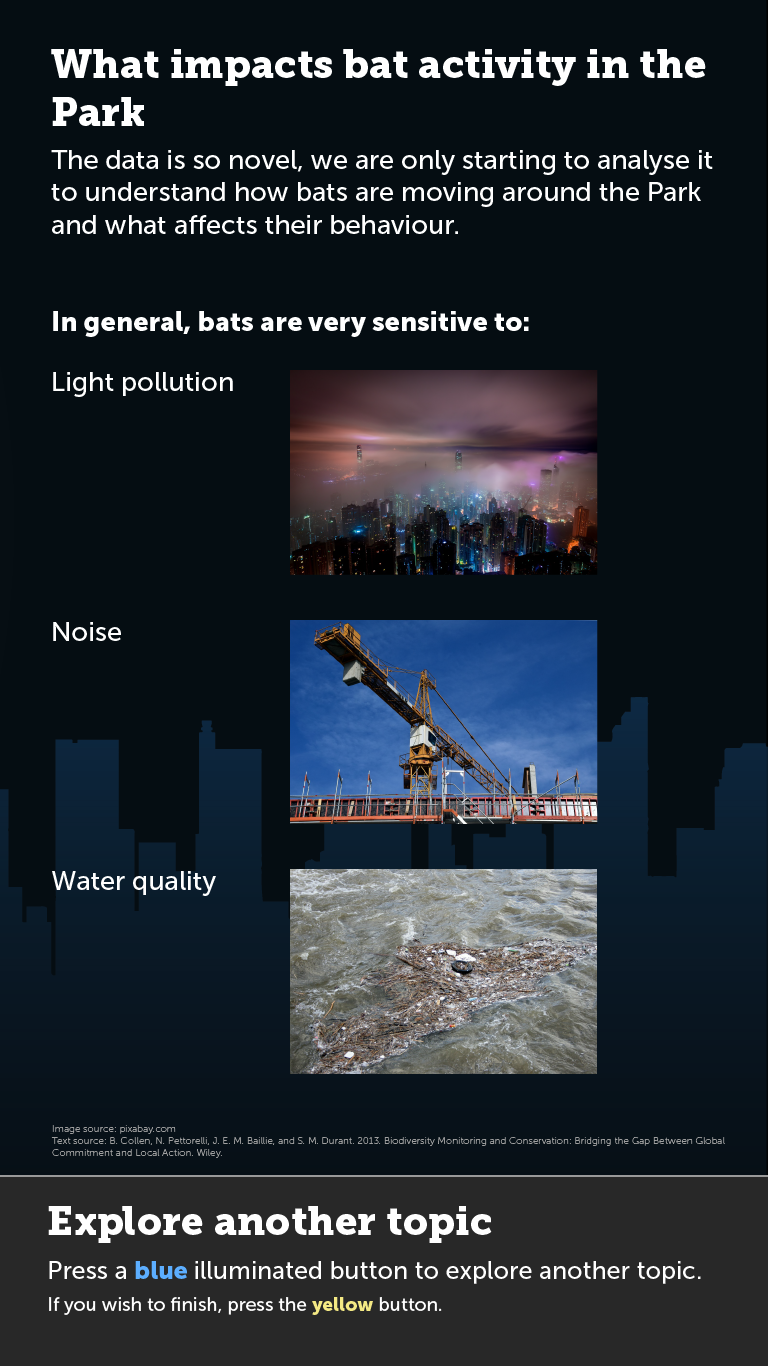 What impacts bat activity in the
Park
The data is so novel, we are only starting to analyse it
to understand how bats are moving around the Park
and what affects their behaviour.
In general, bats are very sensitive to:
Light pollution
Noise
Water quality
Image source: pixabay.com
Text source: B. Collen, N. Pettorelli, J. E. M. Baillie, and S. M. Durant. 2013. Biodiversity Monitoring and Conservation: Bridging the Gap Between Global
Commitment and Local Action. Wiley.
Explore another topic
Press a blue illuminated button to explore another topic.
If you wish to finish, press the yellow button.